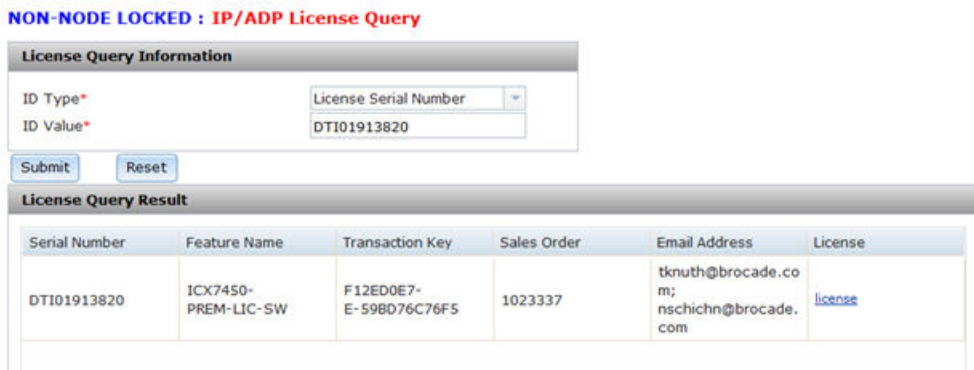 NON-NODE LOCKED : IP/ADP License Query
License Query Information
ID Type* License Serial Number
ID Value* DTI01913820
Submit Reset
License Query Result
Serial Number Feature Name Transaction Key Sales Order Email Address License
DTI01913820 ICX7450-
PREM-LIC-SW F12ED0E7-
E-59BD76C76F5 1023337 tknuth@brocade.co
m;
nschichn@brocade.
com license